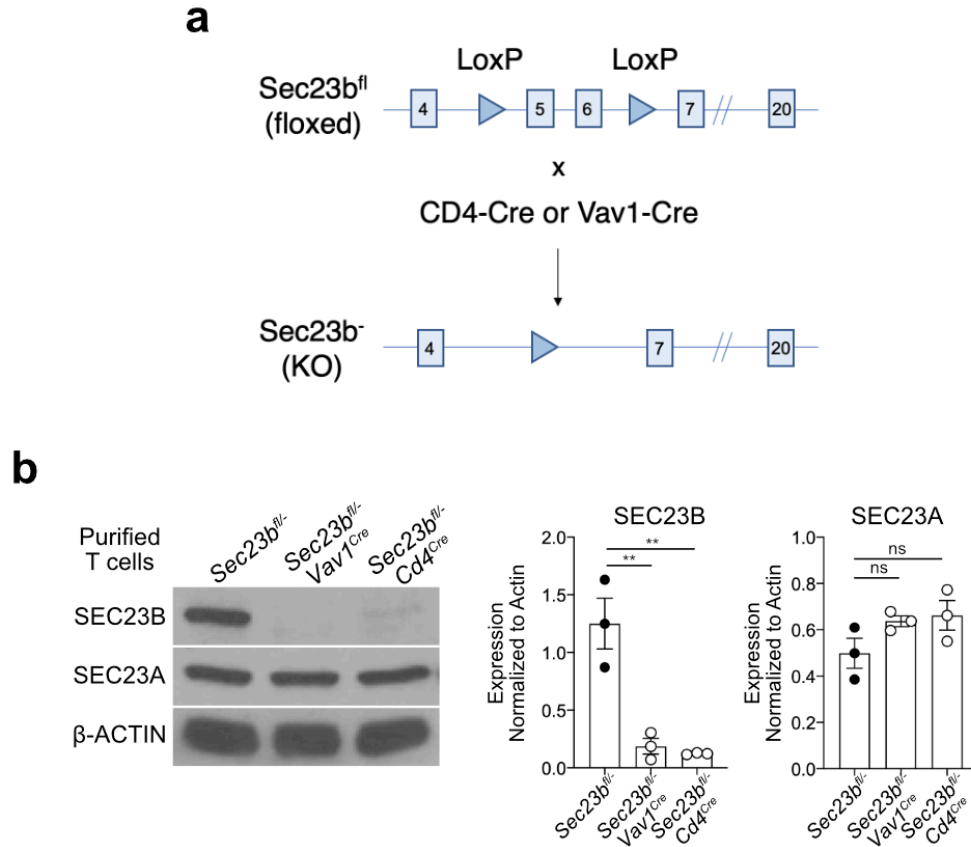 a
LoxP LoxP
Sec23b^fl
(floxed)
4 5 6 7 // 20
x
CD4-Cre or Vav1-Cre
Sec23b^-
(KO)
4 7 // 20
b
Purified
T cells
Sec23b^fl/-
Sec23b^fl/-
Vav1^Cre
Sec23b^fl/-
Cd4^Cre
SEC23B
SEC23A
β-ACTIN
SEC23B
Expression
Normalized to Actin
2.0
1.5
1.0
0.5
0.0
**
**
Sec23b^fl/-
Sec23b^fl/-
Vav1^Cre
Sec23b^fl/-
Cd4^Cre
SEC23A
Expression
Normalized to Actin
1.0
0.8
0.6
0.4
0.2
0.0
ns
ns
Sec23b^fl/-
Sec23b^fl/-
Vav1^Cre
Sec23b^fl/-
Cd4^Cre